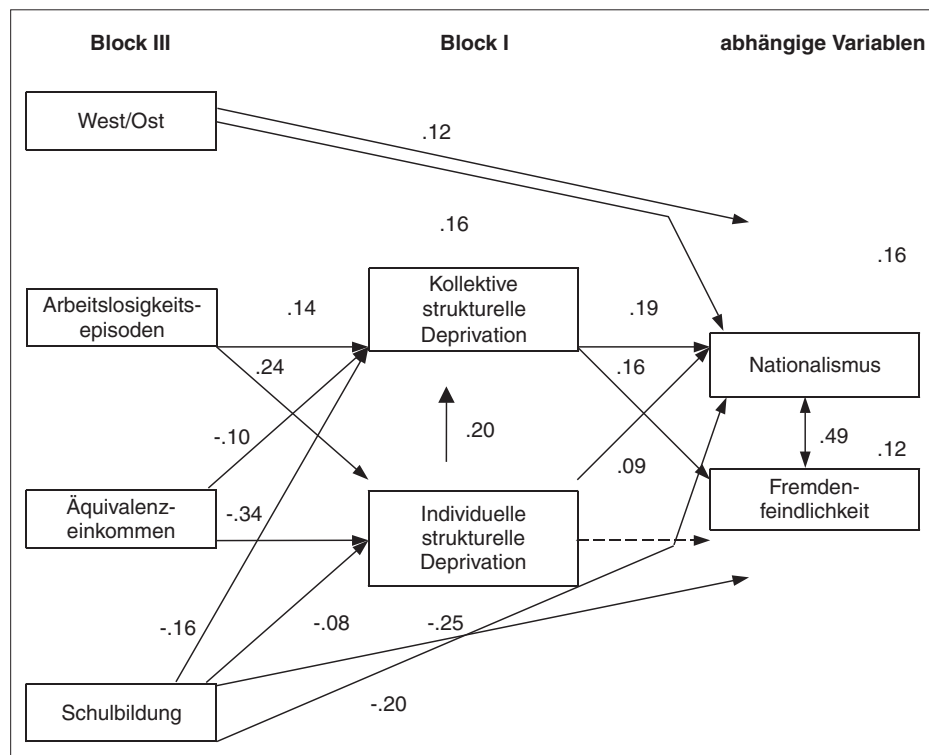 Block III
Block I
abhängige Variablen
West/Ost
.12
.16
.16
Arbeitslosigkeits-
episoden
.14
Kollektive
strukturelle
Deprivation
.19
.24
.16
Nationalismus
-.10
.20
.09
.49
.12
Äquivalenz-
einkommen
-.34
Individuelle
strukturelle
Deprivation
Fremden-
feindlichkeit
-.16
-.08
-.25
Schulbildung
-.20